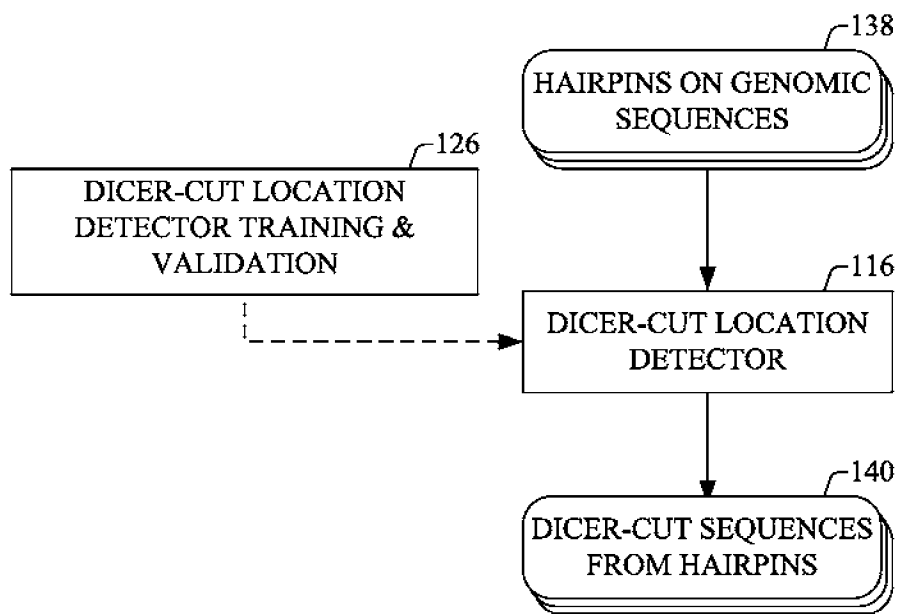 138
HAIRPINS ON GENOMIC
SEQUENCES
126
DICER-CUT LOCATION
DETECTOR TRAINING &
VALIDATION
116
DICER-CUT LOCATION
DETECTOR
140
DICER-CUT SEQUENCES
FROM HAIRPINS